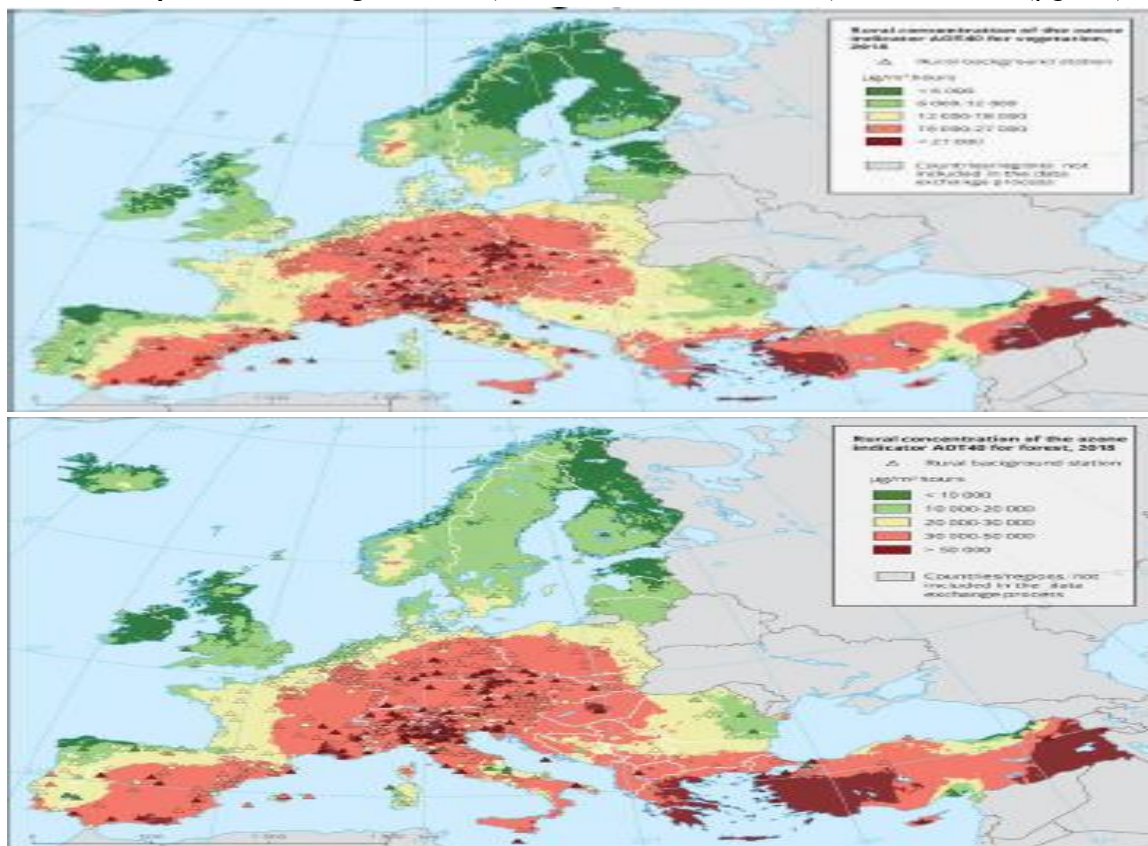 Rural concentration of the ozone
indicator AOT40 for vegetation,
2018
Rural background station
µg/m³ hours
< 6 000
6 000-12 000
12 000-18 000
18 000-27 000
> 27 000
Countries/regions not
included in the data
exchange process
Rural concentration of the ozone
indicator AOT40 for forest, 2018
Rural background station
µg/m³ hours
< 10 000
10 000-20 000
20 000-30 000
30 000-50 000
> 50 000
Countries/regions not
included in the data
exchange process